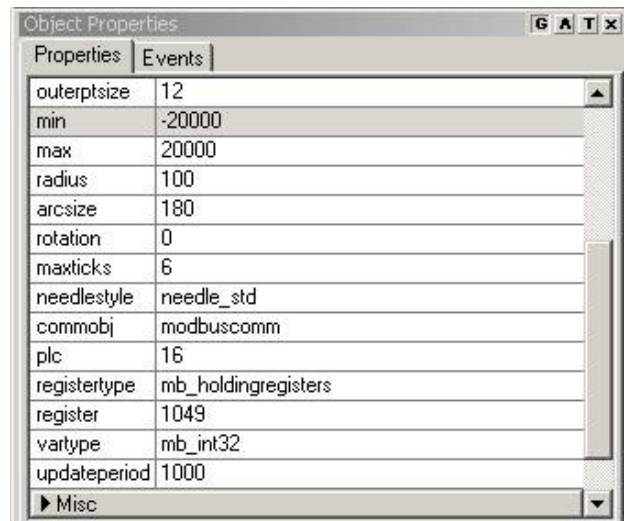 Object Properties G A T x
Properties Events
outerptsize 12
min -20000
max 20000
radius 100
arcsize 180
rotation 0
maxticks 6
needlestyle needle_std
commobj modbuscomm
plc 16
registertype mb_holdingregisters
register 1049
vartype mb_int32
updateperiod 1000
Misc